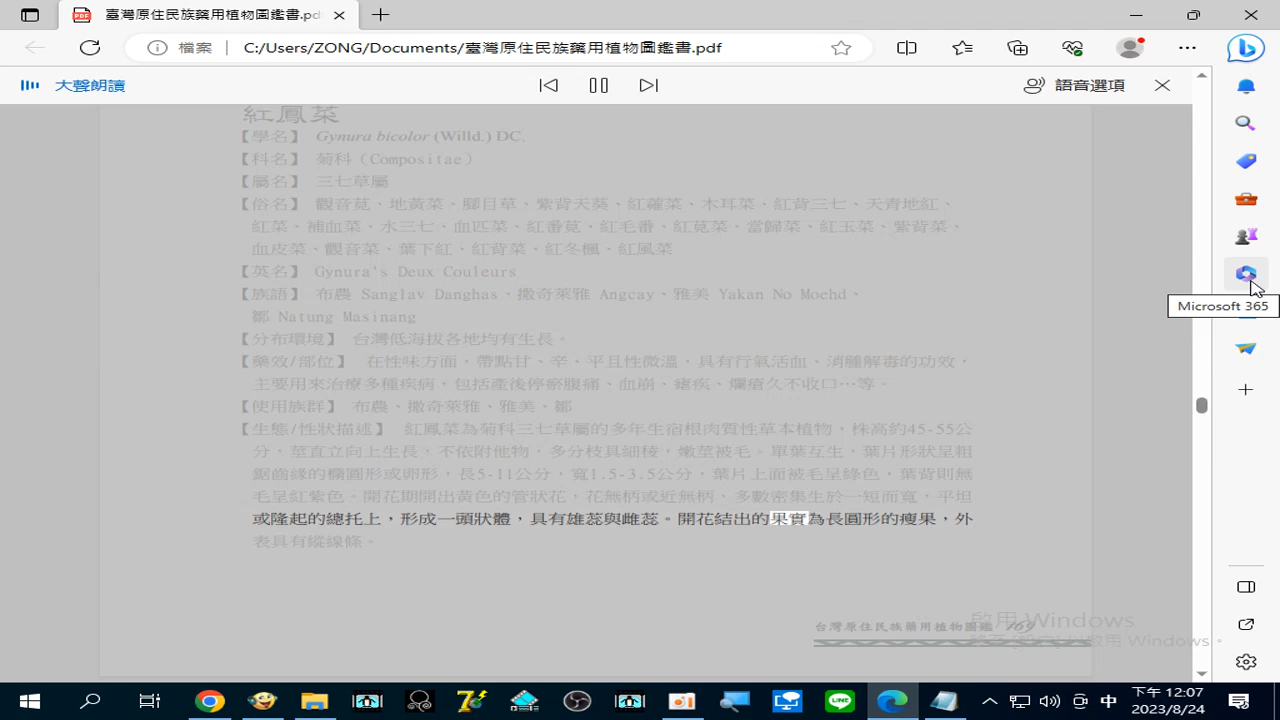 臺灣原住民族藥用植物圖鑑書.pd
檔案
C:/Users/ZONG/Documents/臺灣原住民族藥用植物圖鑑書.pdf
大聲朗讀
語音選項
紅鳳菜
【學名】 Gynura bicolor (Willd.) DC.
【科名】 菊科（Compositae）
【屬名】 三七草屬
【俗名】 觀音莧、地黃菜、腳目草、紫背天葵、紅蘿菜、木耳菜、紅背三七、天青地紅、
紅菜、補血菜、水三七、血匹菜、紅番莧、紅毛番、紅莧菜、當歸菜、紅玉菜、紫背菜、
血皮菜、觀音菜、葉下紅、紅背菜、紅冬楓、紅風菜
【英名】 Gynura's Deux Couleurs
【族語】 布農 Sanglav Danghas、撒奇萊雅 Angcay、雅美 Yakan No Moehd、
鄒 Natung Masinang
【分布環境】 台灣低海拔各地均有生長。
【藥效/部位】 在性味方面，帶點甘、辛，平且性微溫，具有行氣活血、消腫解毒的功效，
主要用來治療多種疾病，包括產後停瘀腹痛、血崩、痞疾、爛瘡久不收口…等。
【使用族群】 布農、撒奇萊雅、雅美、鄒
【生態/性狀描述】 紅鳳菜為菊科三七草屬的多年生宿根肉質性草本植物，株高約45-55公
分，莖直立向上生長，不依附他物，多分枝具細稜，嫩莖被毛。單葉互生，葉片形狀呈粗
鋸齒緣的橢圓形或卵形，長5-11公分，寬1.5-3.5公分，葉片上面被毛呈綠色，葉背則無
毛呈紅紫色。開花期開出黃色的管狀花，花無柄或近無柄、多數密集生於一短而寬，平坦
或隆起的總托上，形成一頭狀體，具有雄蕊與雌蕊。開花結出的果實為長圓形的瘦果，外
表具有縱線條。
台灣原住民族藥用植物圖鑑 169
啟用 Windows
Microsoft 365
中
下午 12:07
2023/8/24